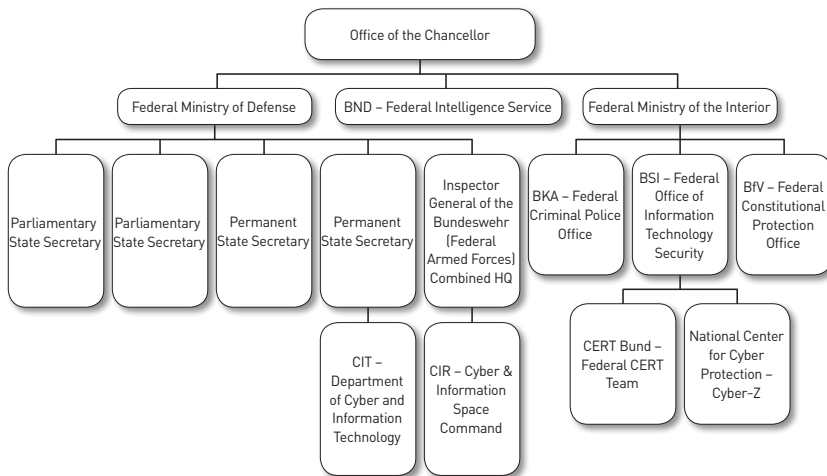 Office of the Chancellor
Federal Ministry of Defense
BND – Federal Intelligence Service
Federal Ministry of the Interior
Parliamentary
State Secretary
Parliamentary
State Secretary
Permanent
State Secretary
Permanent
State Secretary
Inspector
General of the
Bundeswehr
(Federal
Armed Forces)
Combined HQ
BKA – Federal
Criminal Police
Office
BSI – Federal
Office of
Information
Technology
Security
BfV – Federal
Constitutional
Protection
Office
CIT –
Department
of Cyber and
Information
Technology
CIR – Cyber &
Information
Space
Command
CERT Bund –
Federal CERT
Team
National Center
for Cyber
Protection –
Cyber-Z